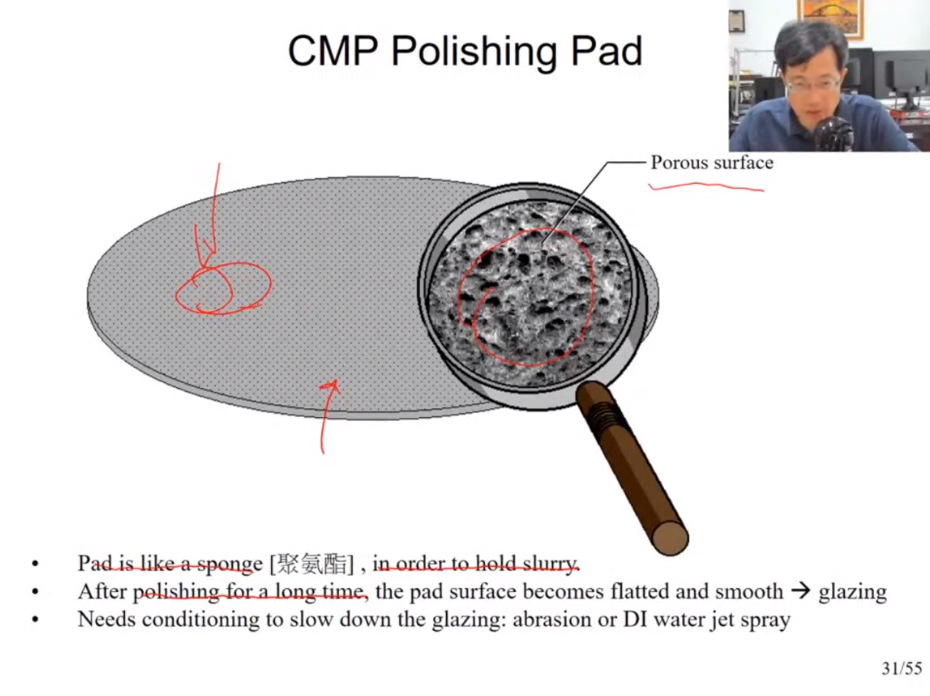 CMP Polishing Pad
Porous surface
• Pad is like a sponge [聚氨酯] , in order to hold slurry.
• After polishing for a long time, the pad surface becomes flatted and smooth → glazing
• Needs conditioning to slow down the glazing: abrasion or DI water jet spray
31/55